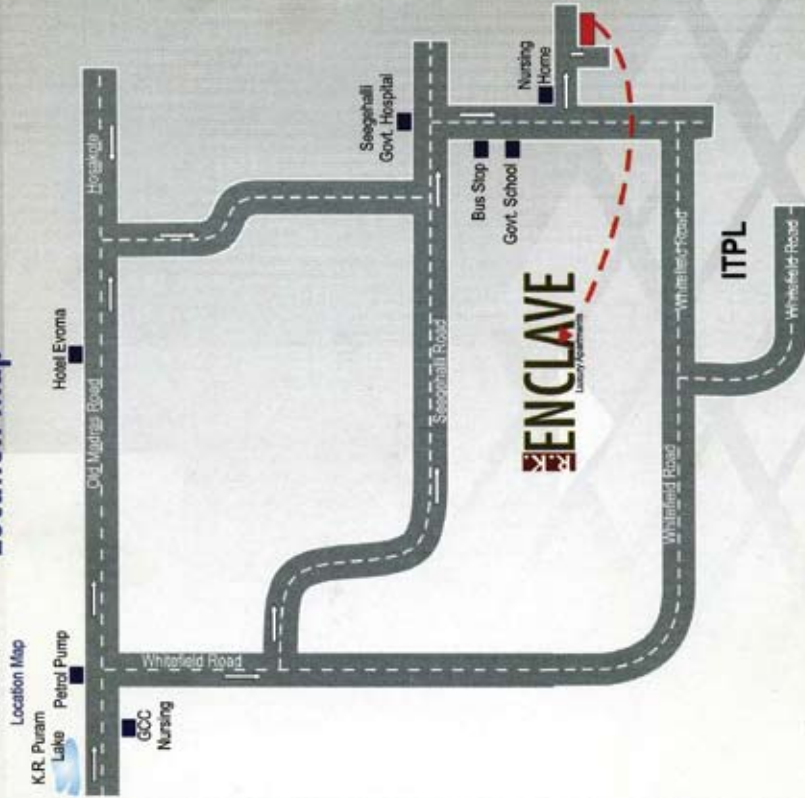 Location Map
K.R. Puram
Lake
Petrol Pump
Hotel Evoma
Old Madras Road
Hosakote
GCC
Nursing
Whitefield Road
Seegehalli
Govt. Hospital
Seegehalli Road
Bus Stop
Govt. School
Nursing
Home
K.
R.
ENCLAVE
Luxury Apartments
Whitefield Road
Whitefield Road
ITPL
Whitefield Road